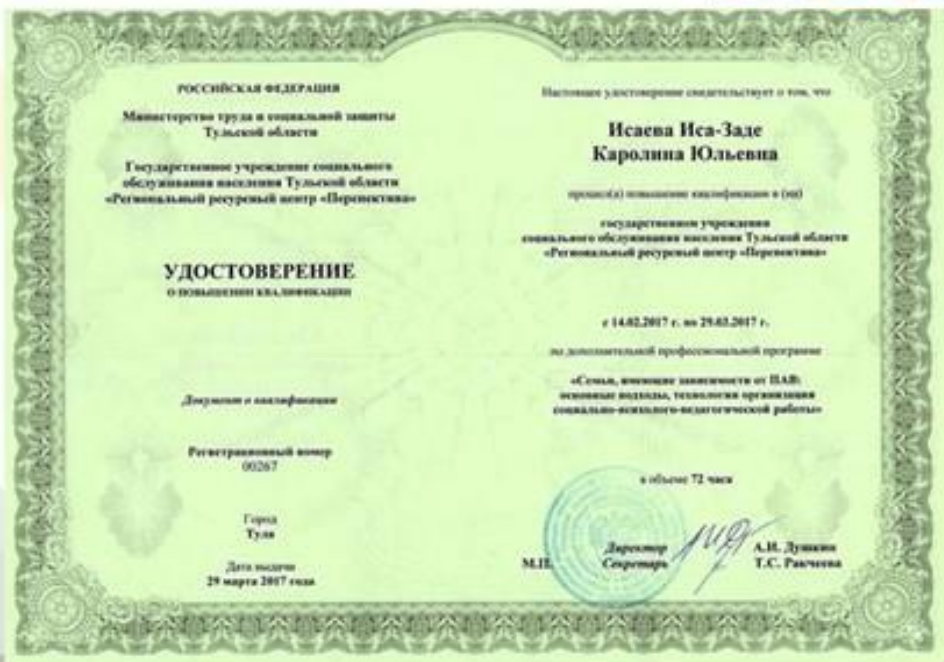 РОССИЙСКАЯ ФЕДЕРАЦИЯ
Министерство труда и социальной защиты
Тульской области
Государственное учреждение социального
обслуживания населения Тульской области
«Региональный ресурсный центр «Перспектива»
УДОСТОВЕРЕНИЕ
О ПОВЫШЕНИИ КВАЛИФИКАЦИИ
Документ о квалификации
Регистрационный номер
00267
Город
Тула
Дата выдачи
29 марта 2017 года
Настоящее удостоверение свидетельствует о том, что
Исаева Иса-Заде
Каролина Юльевна
прошел(а) повышение квалификации в (на)
государственном учреждении
социального обслуживания населения Тульской области
«Региональный ресурсный центр «Перспектива»
с 14.02.2017 г. по 29.03.2017 г.
по дополнительной профессиональной программе
«Семьи, имеющие зависимости от ПАВ:
основные подходы, технология организации
социально-психолого-педагогической работы»
в объеме 72 часа
Директор А.И. Душкин
М.П. Секретарь Т.С. Ракчеева